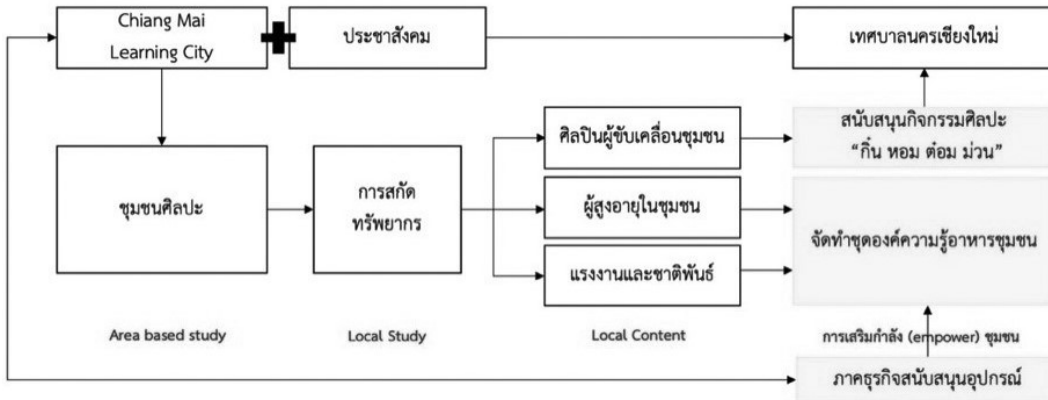 Chiang Mai
Learning City
ประชาสังคม
เทศบาลนครเชียงใหม่
ศิลปินผู้ขับเคลื่อนชุมชน
สนับสนุนกิจกรรมศิลปะ
“กิ๋น หอม ต๋อม ม่วน”
ชุมชนศิลปะ
การสกัด
ทรัพยากร
ผู้สูงอายุในชุมชน
จัดทำชุดองค์ความรู้อาหารชุมชน
แรงงานและชาติพันธ์
Area based study
Local Study
Local Content
การเสริมกำลัง (empower) ชุมชน
ภาคธุรกิจสนับสนุนอุปกรณ์